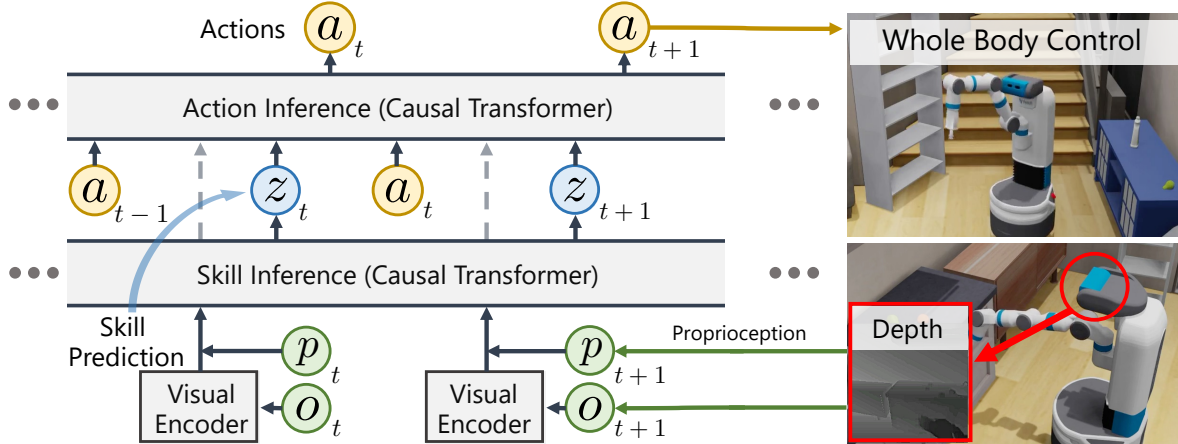 Actions
a t
a t + 1
Whole Body Control
Action Inference (Causal Transformer)
a t − 1
z t
a t
z t + 1
Skill Inference (Causal Transformer)
Skill
Prediction
p t
Proprioception
p t + 1
Depth
Visual
Encoder
o t
Visual
Encoder
o t + 1